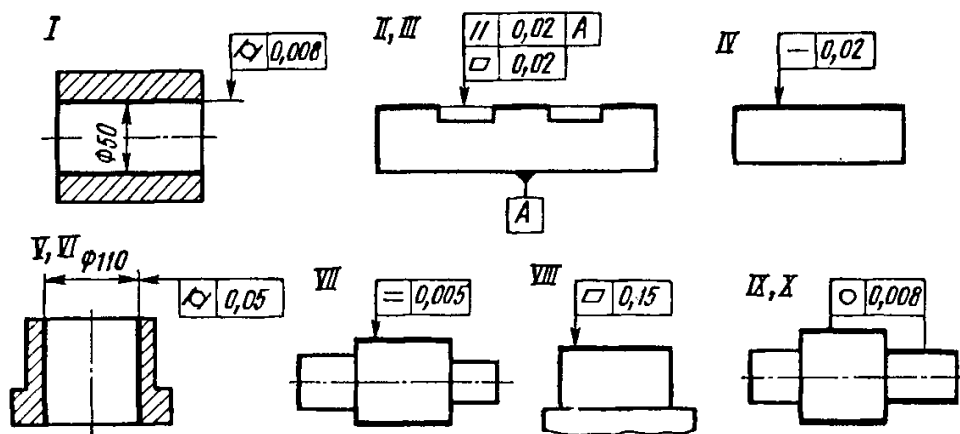 I
⌭ 0,008
Φ50
II, III
// 0,02 A
⏥ 0,02
A
IV
— 0,02
V, VI
φ110
⌭ 0,05
VII
= 0,005
VIII
⏥ 0,15
IX, X
○ 0,008